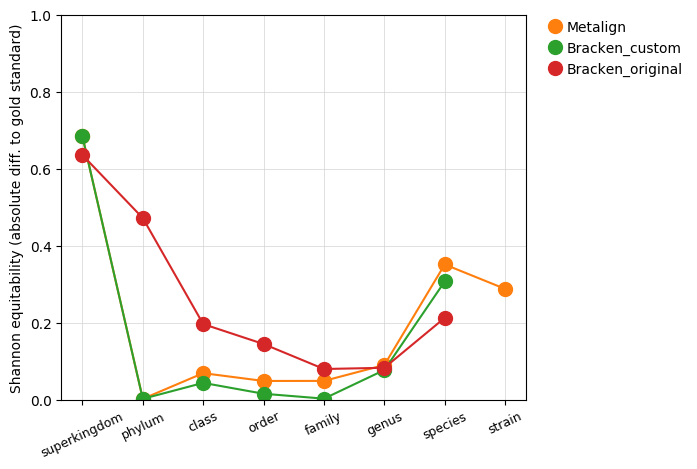 Shannon equitability (absolute diff. to gold standard)
1.0
0.8
0.6
0.4
0.2
0.0
superkingdom
phylum
class
order
family
genus
species
strain
Metalign
Bracken_custom
Bracken_original